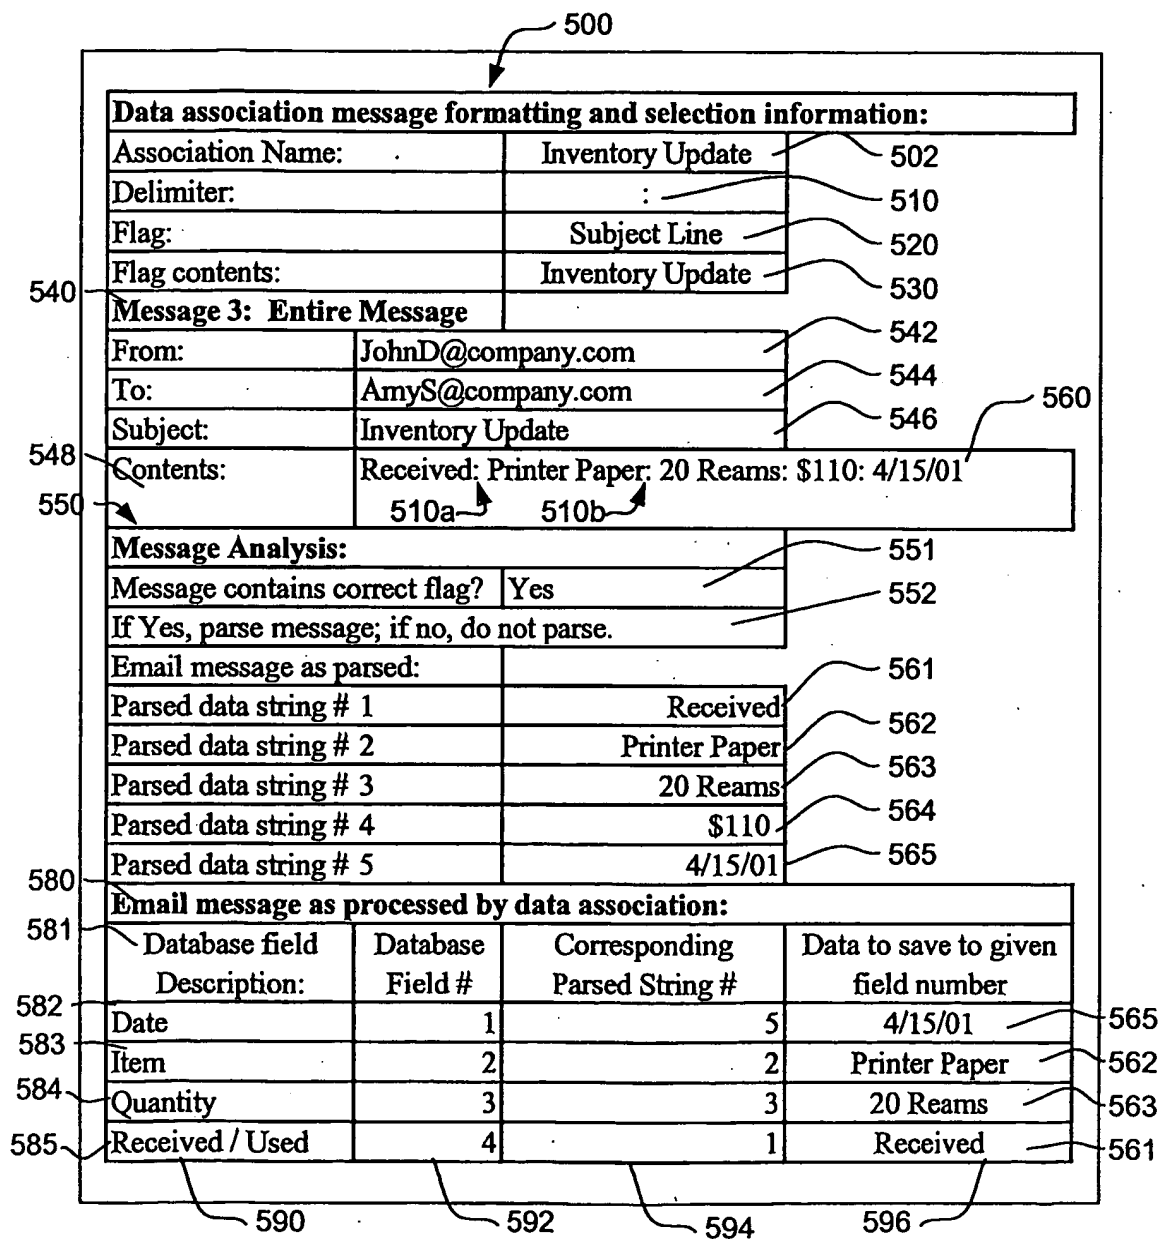 500
Data association message formatting and selection information:
Association Name: Inventory Update 502
Delimiter: : 510
Flag: Subject Line 520
Flag contents: Inventory Update 530
540
Message 3: Entire Message
From: JohnD@company.com 542
To: AmyS@company.com 544
Subject: Inventory Update 546
560
548
Contents: Received: Printer Paper: 20 Reams: $110: 4/15/01
510a 510b
550
Message Analysis: 551
Message contains correct flag? Yes 552
If Yes, parse message; if no, do not parse.
Email message as parsed: 561
Parsed data string # 1 Received
Parsed data string # 2 Printer Paper 562
Parsed data string # 3 20 Reams 563
Parsed data string # 4 $110 564
Parsed data string # 5 4/15/01 565
580
Email message as processed by data association:
581
Database field Database Corresponding Data to save to given
Description: Field # Parsed String # field number
582
Date 1 5 4/15/01 565
583
Item 2 2 Printer Paper 562
584 Quantity 3 3 20 Reams 563
585 Received / Used 4 1 Received 561
590 592 594 596